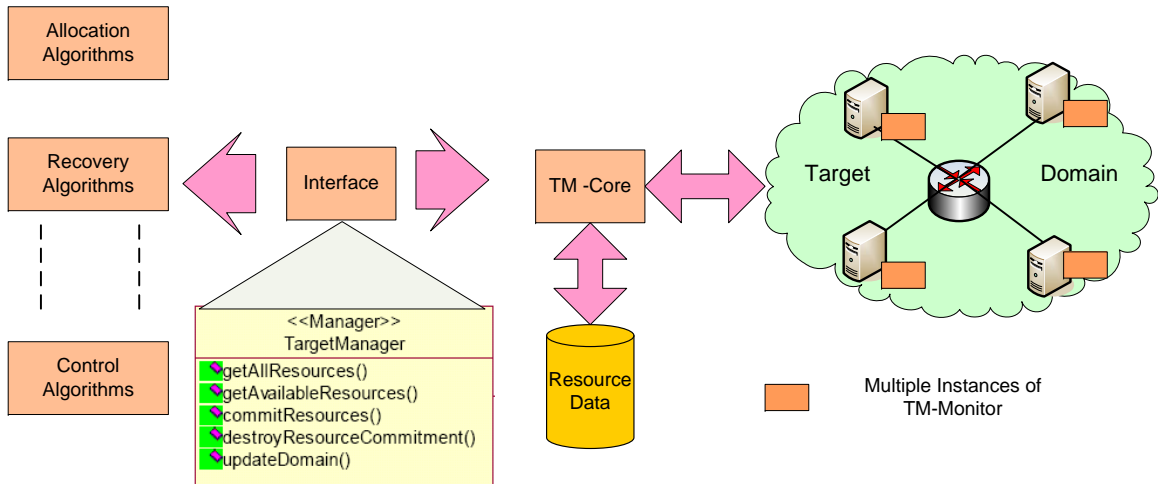 Allocation
Algorithms
Recovery
Algorithms
Control
Algorithms
Interface
<<Manager>>
TargetManager
getAllResources()
getAvailableResources()
commitResources()
destroyResourceCommitment()
updateDomain()
TM -Core
Resource
Data
Target
Domain
Multiple Instances of
TM-Monitor